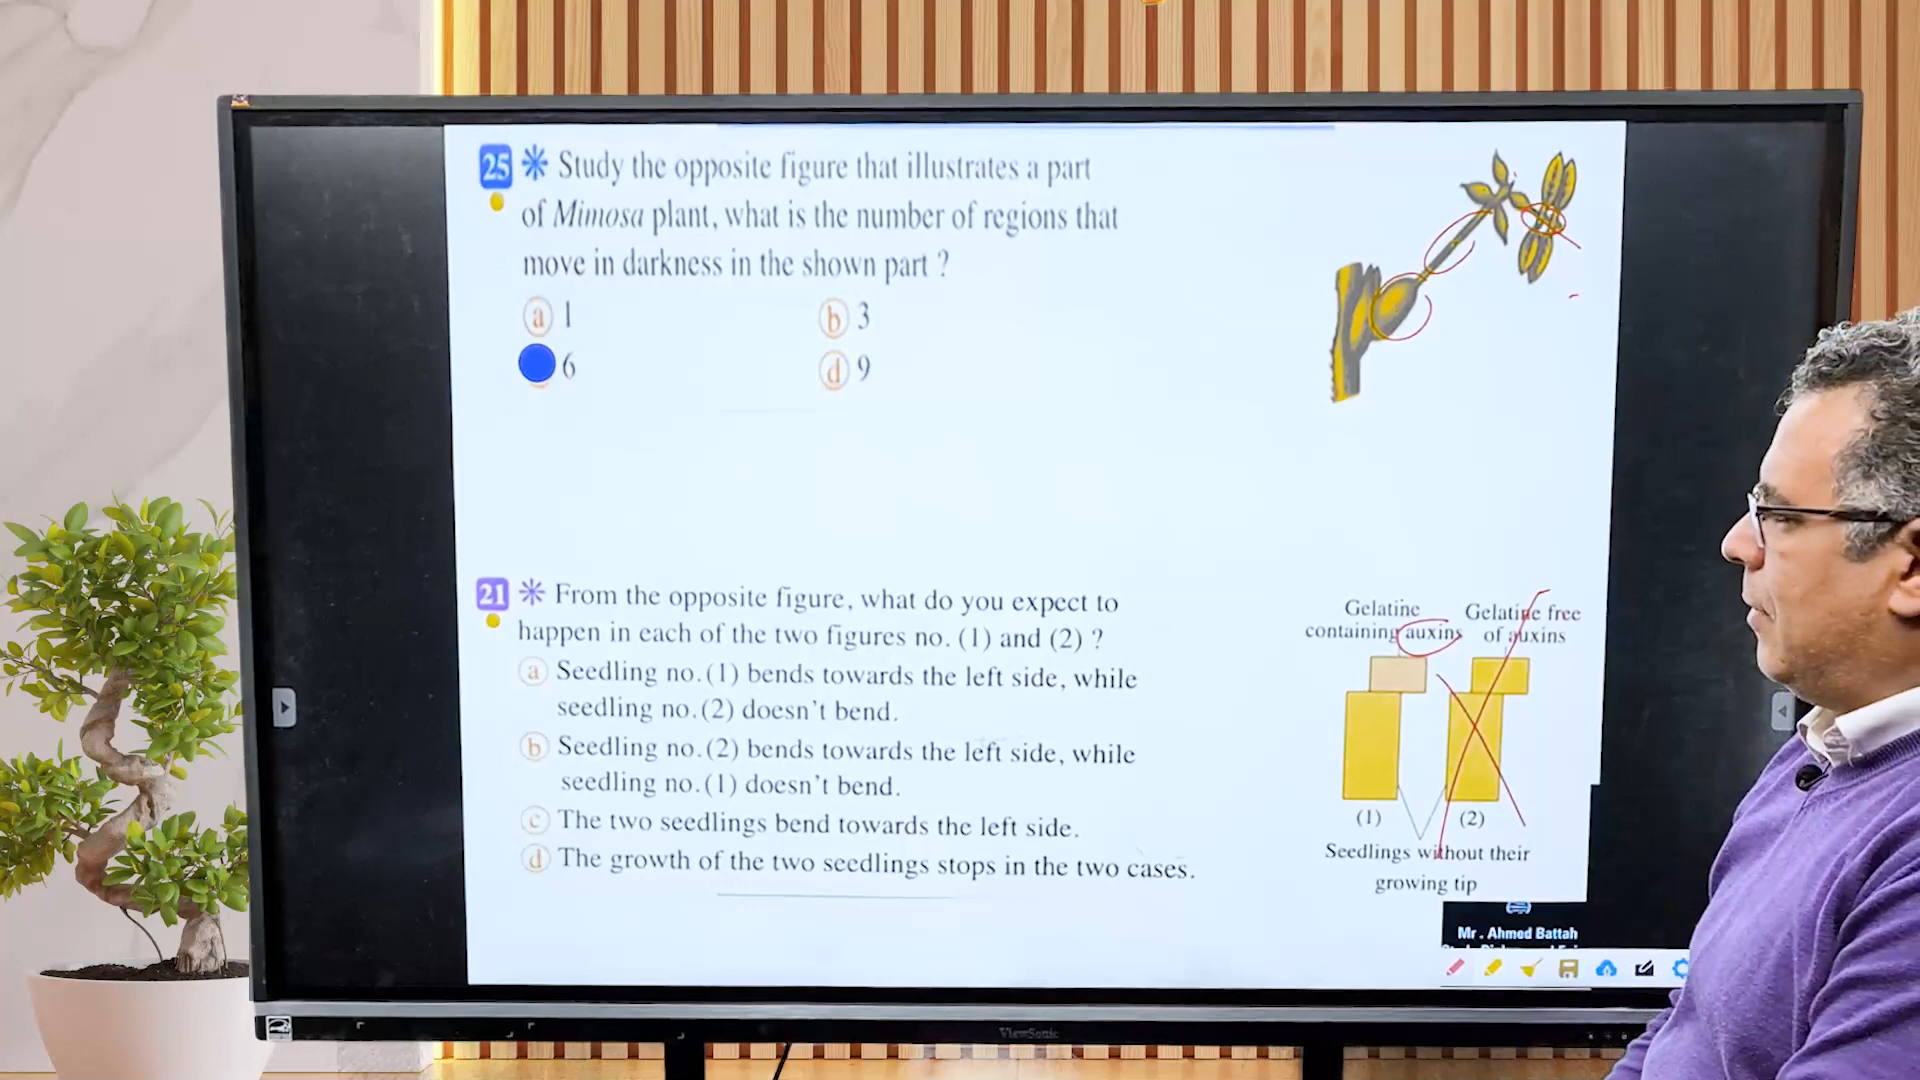 25 * Study the opposite figure that illustrates a part
of Mimosa plant, what is the number of regions that
move in darkness in the shown part ?
a 1
b 3
6
d 9
21 * From the opposite figure, what do you expect to
happen in each of the two figures no. (1) and (2) ?
a Seedling no.(1) bends towards the left side, while
seedling no.(2) doesn't bend.
b Seedling no.(2) bends towards the left side, while
seedling no.(1) doesn't bend.
c The two seedlings bend towards the left side.
d The growth of the two seedlings stops in the two cases.
Gelatine
containing auxins
Gelatine free
of auxins
(1)
(2)
Seedlings without their
growing tip
Mr . Ahmed Battah
ViewSonic